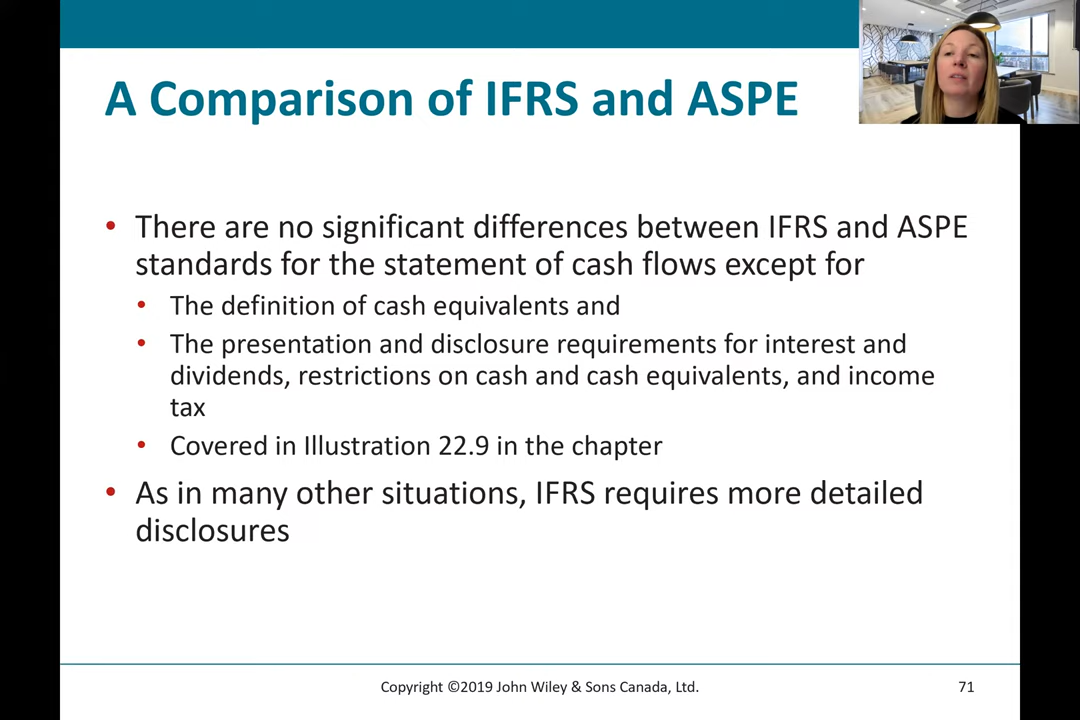 A Comparison of IFRS and ASPE
• There are no significant differences between IFRS and ASPE
standards for the statement of cash flows except for
• The definition of cash equivalents and
• The presentation and disclosure requirements for interest and
dividends, restrictions on cash and cash equivalents, and income
tax
• Covered in Illustration 22.9 in the chapter
• As in many other situations, IFRS requires more detailed
disclosures
Copyright ©2019 John Wiley & Sons Canada, Ltd.
71